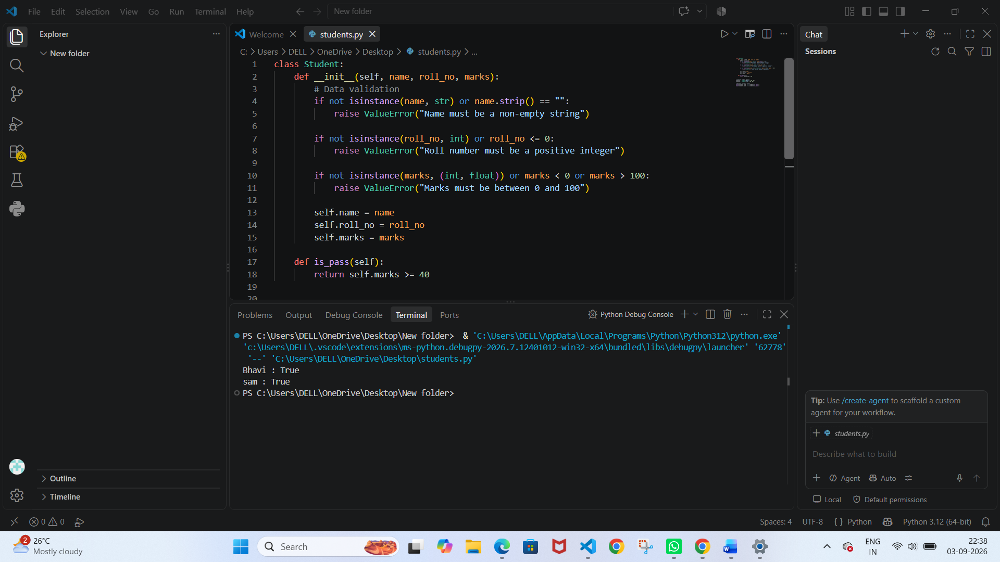 File Edit Selection View Go Run Terminal Help
New folder
Explorer
New folder
Outline
Timeline
Welcome
students.py
C: > Users > DELL > OneDrive > Desktop > students.py > ...
1 class Student:
2 def __init__(self, name, roll_no, marks):
3 # Data validation
4 if not isinstance(name, str) or name.strip() == "":
5 raise ValueError("Name must be a non-empty string")
6
7 if not isinstance(roll_no, int) or roll_no <= 0:
8 raise ValueError("Roll number must be a positive integer")
9
10 if not isinstance(marks, (int, float)) or marks < 0 or marks > 100:
11 raise ValueError("Marks must be between 0 and 100")
12
13 self.name = name
14 self.roll_no = roll_no
15 self.marks = marks
16
17 def is_pass(self):
18 return self.marks >= 40
19
20
Problems Output Debug Console Terminal Ports
Python Debug Console
PS C:\Users\DELL\OneDrive\Desktop\New folder>  & 'C:\Users\DELL\AppData\Local\Programs\Python\Python312\python.exe'
'c:\Users\DELL\.vscode\extensions\ms-python.debugpy-2026.7.12401012-win32-x64\bundled\libs\debugpy\launcher' '62778'
'--' 'C:\Users\DELL\OneDrive\Desktop\students.py'
Bhavi : True
sam : True
PS C:\Users\DELL\OneDrive\Desktop\New folder>
Chat
Sessions
Tip: Use /create-agent to scaffold a custom
agent for your workflow.
students.py
Describe what to build
Agent Auto
Local Default permissions
0 0
Spaces: 4 UTF-8 { } Python Python 3.12 (64-bit)
2
26°C
Mostly cloudy
Search
ENG
IN
22:38
03-09-2026